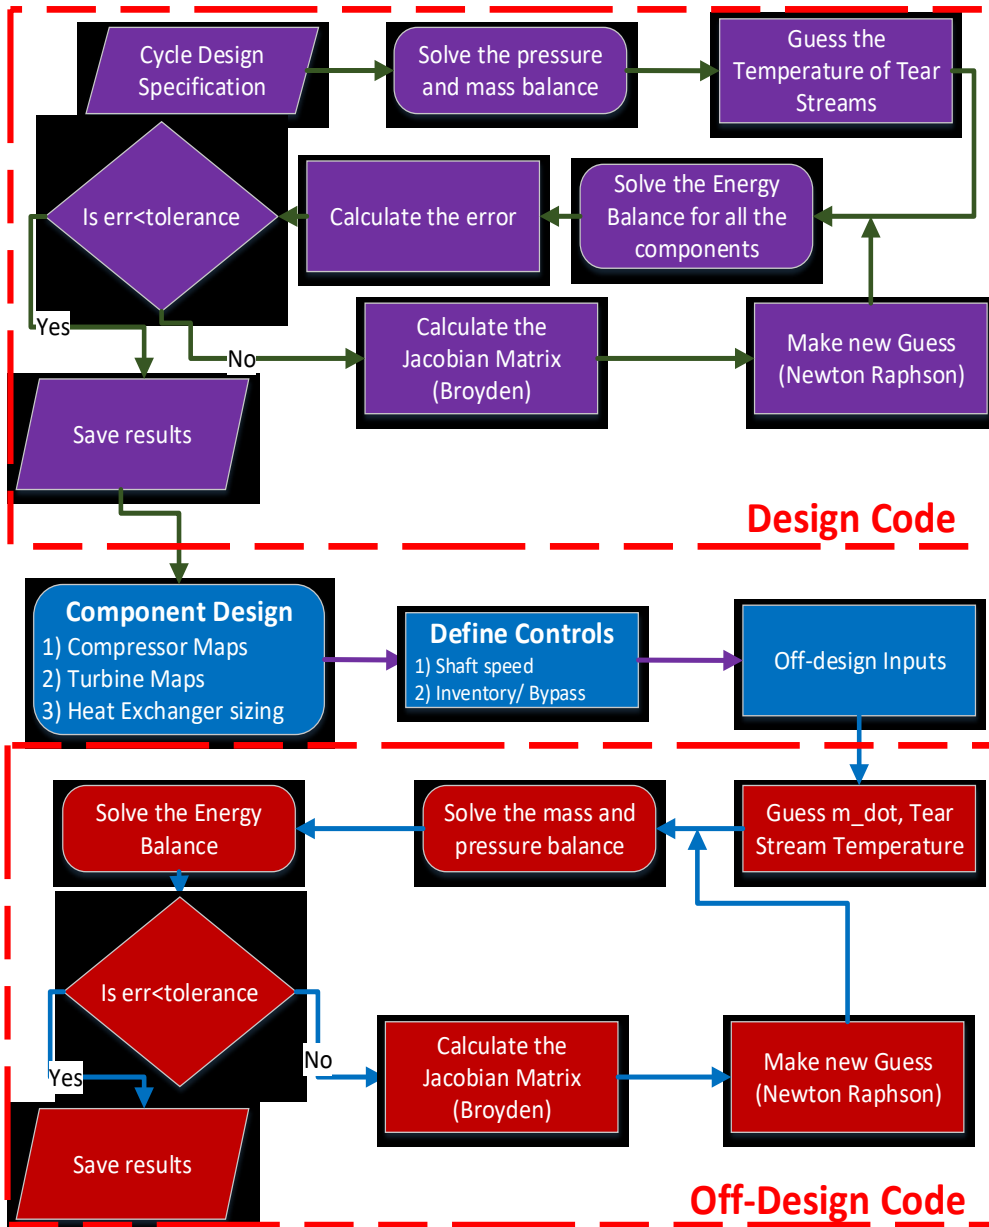 Cycle Design
Specification
Solve the pressure
and mass balance
Guess the
Temperature of Tear
Streams
Is err<tolerance
Calculate the error
Solve the Energy
Balance for all the
components
Yes
No
Calculate the
Jacobian Matrix
(Broyden)
Make new Guess
(Newton Raphson)
Save results
Design Code
Component Design
1) Compressor Maps
2) Turbine Maps
3) Heat Exchanger sizing
Define Controls
1) Shaft speed
2) Inventory/ Bypass
Off-design Inputs
Solve the Energy
Balance
Solve the mass and
pressure balance
Guess m_dot, Tear
Stream Temperature
Is err<tolerance
Yes
No
Calculate the
Jacobian Matrix
(Broyden)
Make new Guess
(Newton Raphson)
Save results
Off-Design Code